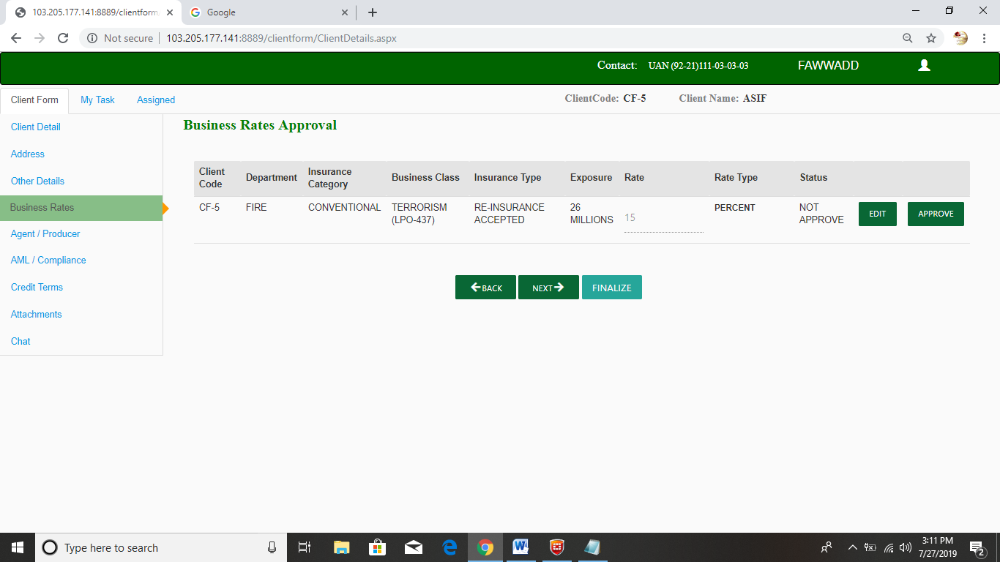 103.205.177.141:8889/clientform
Google
Not secure
103.205.177.141:8889/clientform/ClientDetails.aspx
Contact: UAN (92-21)111-03-03-03 FAWWADD
Client Form My Task Assigned ClientCode: CF-5 Client Name: ASIF
Client Detail
Address
Other Details
Business Rates
Agent / Producer
AML / Compliance
Credit Terms
Attachments
Chat
Business Rates Approval
Client Department Insurance Business Class Insurance Type Exposure Rate Rate Type Status
Code Category
CF-5 FIRE CONVENTIONAL TERRORISM RE-INSURANCE 26 15 PERCENT NOT EDIT APPROVE
(LPO-437) ACCEPTED MILLIONS APPROVE
BACK NEXT FINALIZE
Type here to search
3:11 PM
7/27/2019
2